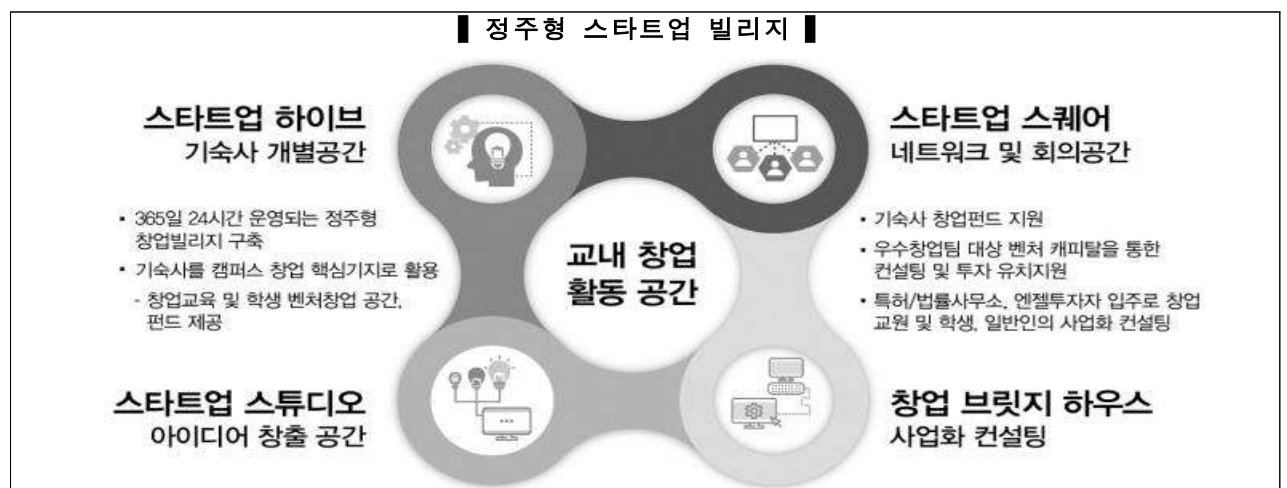 ▌정주형 스타트업 빌리지▐
스타트업 하이브
기숙사 개별공간
• 365일 24시간 운영되는 정주형
창업빌리지 구축
• 기숙사를 캠퍼스 창업 핵심기지로 활용
- 창업교육 및 학생 벤처창업 공간,
펀드 제공
스타트업 스튜디오
아이디어 창출 공간
교내 창업
활동 공간
스타트업 스퀘어
네트워크 및 회의공간
• 기숙사 창업펀드 지원
• 우수창업팀 대상 벤처 캐피탈을 통한
컨설팅 및 투자 유치지원
• 특허/법률사무소, 엔젤투자자 입주로 창업
교원 및 학생, 일반인의 사업화 컨설팅
창업 브릿지 하우스
사업화 컨설팅